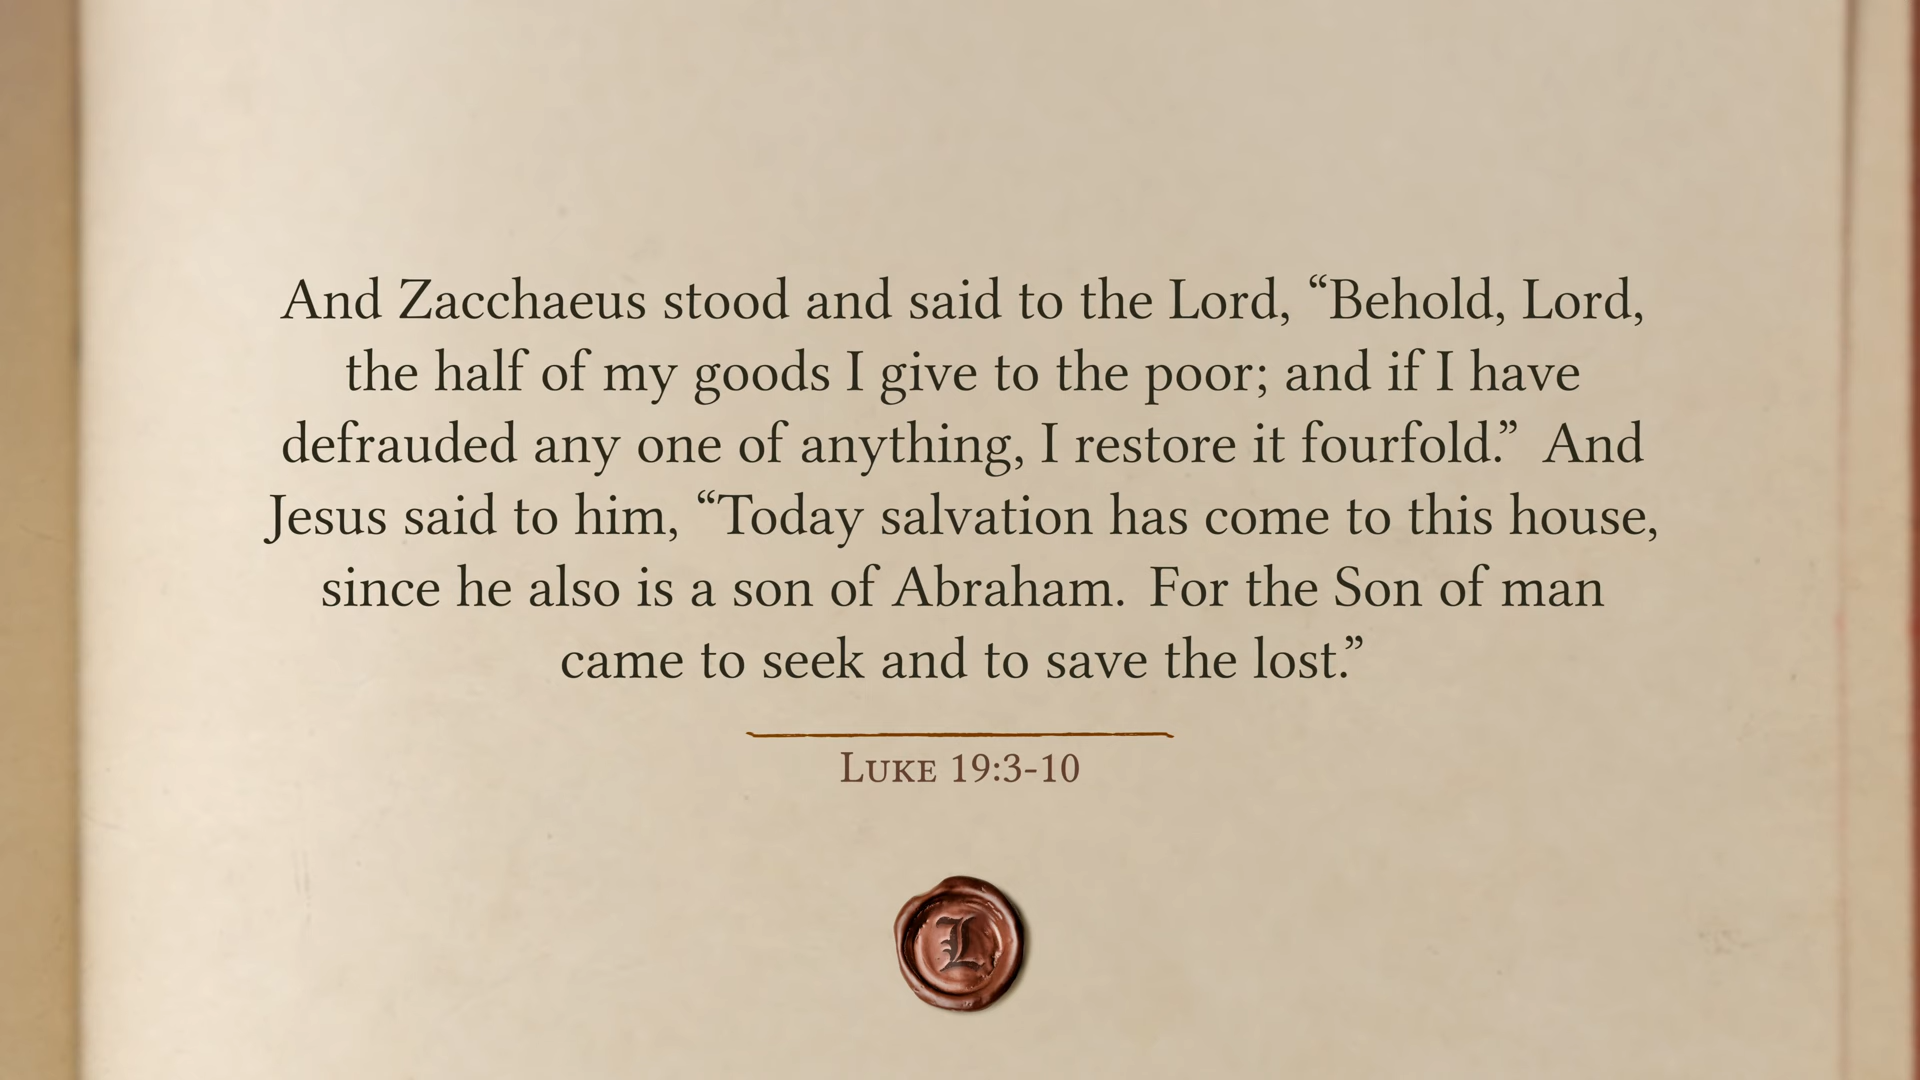 And Zacchaeus stood and said to the Lord, “Behold, Lord,
the half of my goods I give to the poor; and if I have
defrauded any one of anything, I restore it fourfold.” And
Jesus said to him, “Today salvation has come to this house,
since he also is a son of Abraham. For the Son of man
came to seek and to save the lost.”
Luke 19:3-10
L